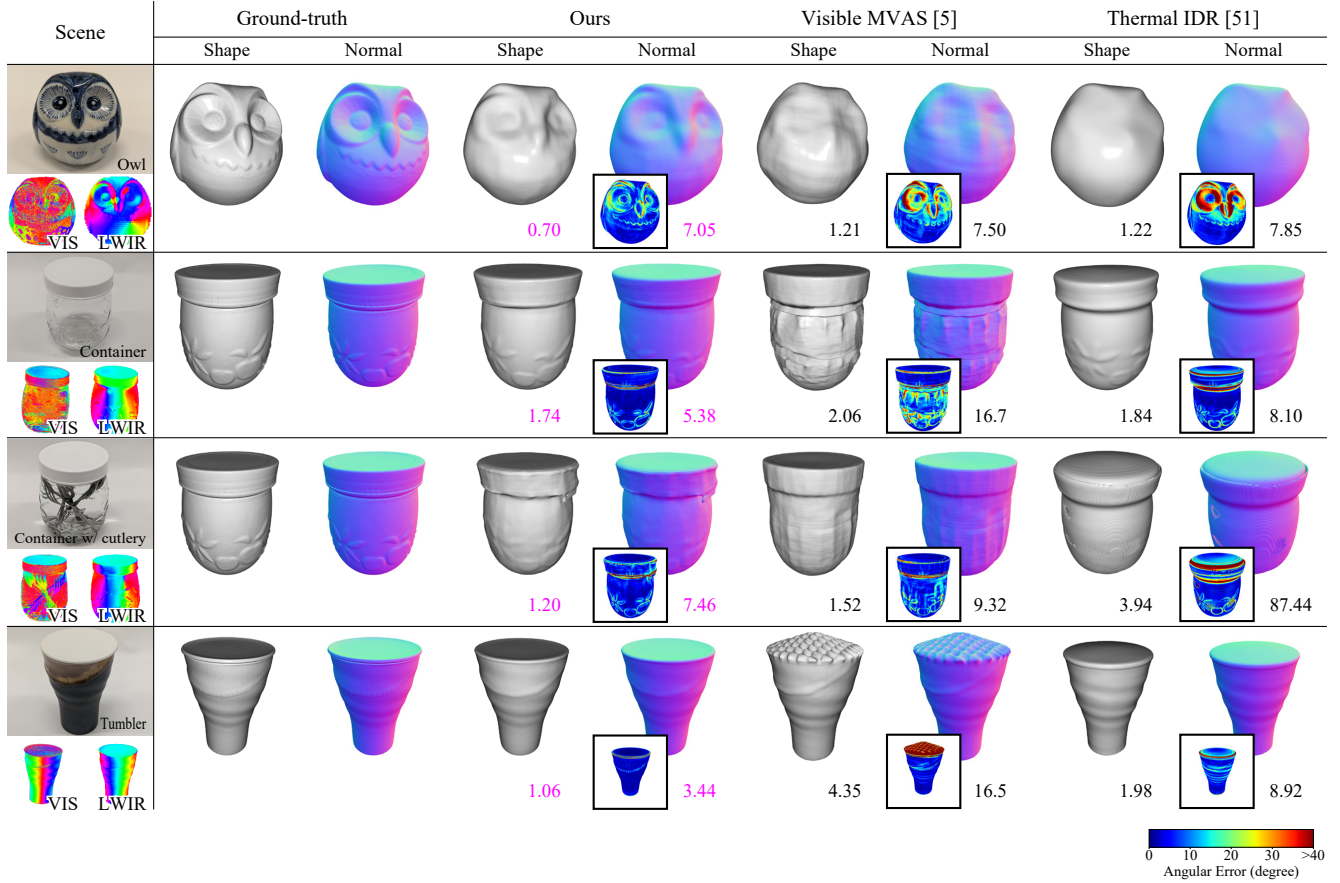 Scene
Ground-truth Ours Visible MVAS [5] Thermal IDR [51]
Shape Normal Shape Normal Shape Normal Shape Normal
Owl
VIS LWIR
0.70 7.05 1.21 7.50 1.22 7.85
Container
VIS LWIR
1.74 5.38 2.06 16.7 1.84 8.10
Container w/ cutlery
VIS LWIR
1.20 7.46 1.52 9.32 3.94 87.44
Tumbler
VIS LWIR
1.06 3.44 4.35 16.5 1.98 8.92
0 10 20 30 >40
Angular Error (degree)